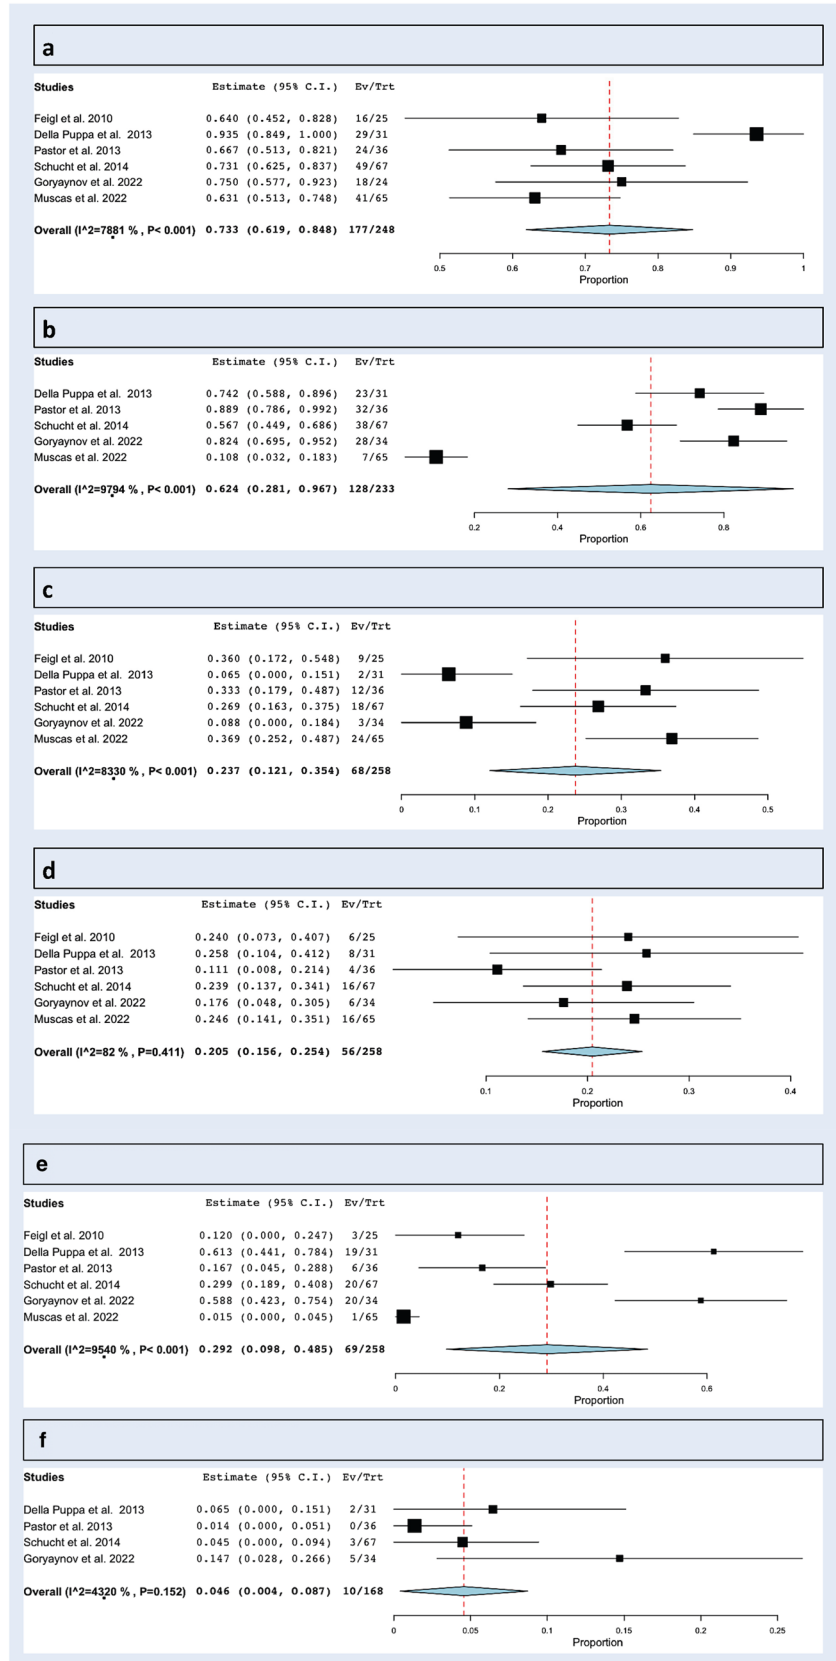 a
Studies Estimate (95% C.I.) Ev/Trt
Feigl et al. 2010 0.640 (0.452, 0.828) 16/25
Della Puppa et al. 2013 0.935 (0.849, 1.000) 29/31
Pastor et al. 2013 0.667 (0.513, 0.821) 24/36
Schucht et al. 2014 0.731 (0.625, 0.837) 49/67
Goryaynov et al. 2022 0.750 (0.577, 0.923) 18/24
Muscas et al. 2022 0.631 (0.513, 0.748) 41/65
Overall (I^2=7881 % , P< 0.001) 0.733 (0.619, 0.848) 177/248
0.5 0.6 0.7 0.8 0.9 1
Proportion
b
Studies Estimate (95% C.I.) Ev/Trt
Della Puppa et al. 2013 0.742 (0.588, 0.896) 23/31
Pastor et al. 2013 0.889 (0.786, 0.992) 32/36
Schucht et al. 2014 0.567 (0.449, 0.686) 38/67
Goryaynov et al. 2022 0.824 (0.695, 0.952) 28/34
Muscas et al. 2022 0.108 (0.032, 0.183) 7/65
Overall (I^2=9794 % , P< 0.001) 0.624 (0.281, 0.967) 128/233
0.2 0.4 0.6 0.8
Proportion
c
Studies Estimate (95% C.I.) Ev/Trt
Feigl et al. 2010 0.360 (0.172, 0.548) 9/25
Della Puppa et al. 2013 0.065 (0.000, 0.151) 2/31
Pastor et al. 2013 0.333 (0.179, 0.487) 12/36
Schucht et al. 2014 0.269 (0.163, 0.375) 18/67
Goryaynov et al. 2022 0.088 (0.000, 0.184) 3/34
Muscas et al. 2022 0.369 (0.252, 0.487) 24/65
Overall (I^2=8330 % , P< 0.001) 0.237 (0.121, 0.354) 68/258
0 0.1 0.2 0.3 0.4 0.5
Proportion
d
Studies Estimate (95% C.I.) Ev/Trt
Feigl et al. 2010 0.240 (0.073, 0.407) 6/25
Della Puppa et al. 2013 0.258 (0.104, 0.412) 8/31
Pastor et al. 2013 0.111 (0.008, 0.214) 4/36
Schucht et al. 2014 0.239 (0.137, 0.341) 16/67
Goryaynov et al. 2022 0.176 (0.048, 0.305) 6/34
Muscas et al. 2022 0.246 (0.141, 0.351) 16/65
Overall (I^2=82 % , P=0.411) 0.205 (0.156, 0.254) 56/258
0.1 0.2 0.3 0.4
Proportion
e
Studies Estimate (95% C.I.) Ev/Trt
Feigl et al. 2010 0.120 (0.000, 0.247) 3/25
Della Puppa et al. 2013 0.613 (0.441, 0.784) 19/31
Pastor et al. 2013 0.167 (0.045, 0.288) 6/36
Schucht et al. 2014 0.299 (0.189, 0.408) 20/67
Goryaynov et al. 2022 0.588 (0.423, 0.754) 20/34
Muscas et al. 2022 0.015 (0.000, 0.045) 1/65
Overall (I^2=9540 % , P< 0.001) 0.292 (0.098, 0.485) 69/258
0 0.2 0.4 0.6
Proportion
f
Studies Estimate (95% C.I.) Ev/Trt
Della Puppa et al. 2013 0.065 (0.000, 0.151) 2/31
Pastor et al. 2013 0.014 (0.000, 0.051) 0/36
Schucht et al. 2014 0.045 (0.000, 0.094) 3/67
Goryaynov et al. 2022 0.147 (0.028, 0.266) 5/34
Overall (I^2=4320 % , P=0.152) 0.046 (0.004, 0.087) 10/168
0 0.05 0.1 0.15 0.2 0.25
Proportion